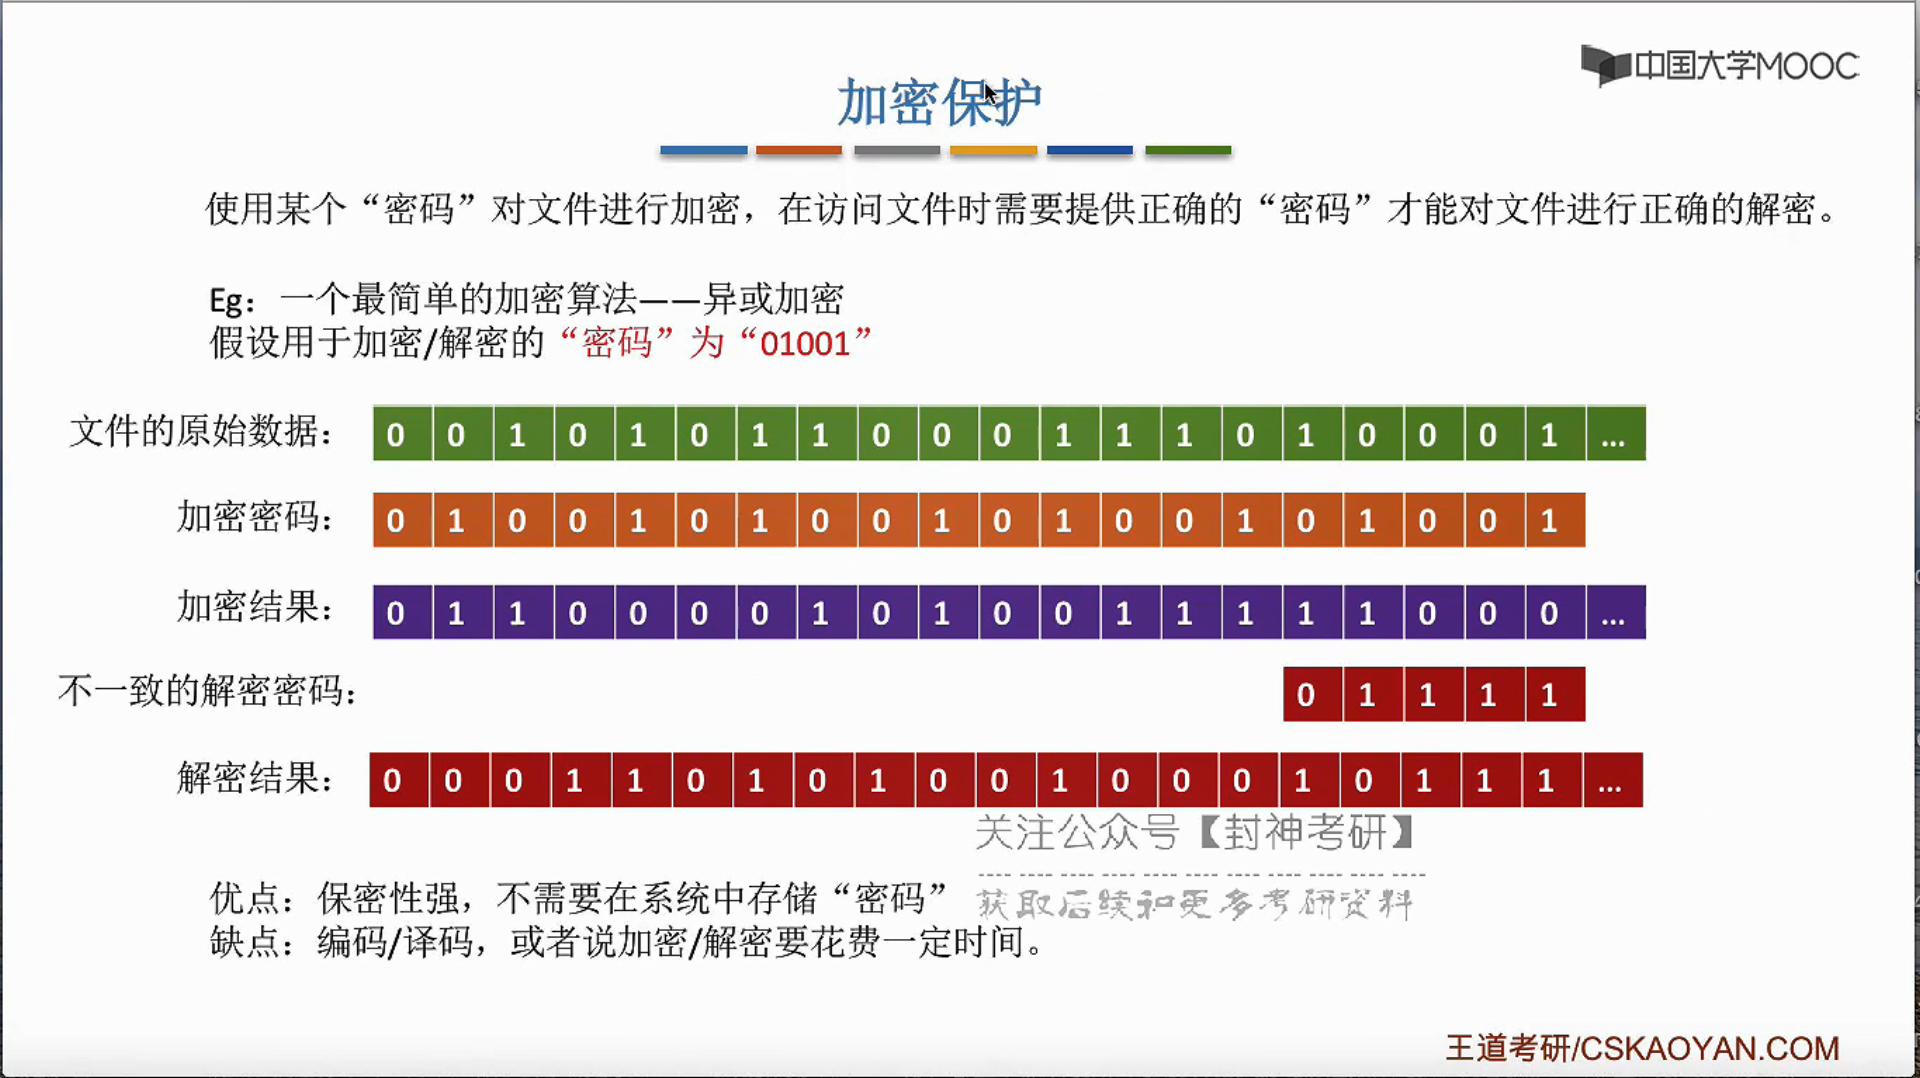 中国大学MOOC
加密保护
使用某个“密码”对文件进行加密，在访问文件时需要提供正确的“密码”才能对文件进行正确的解密。
Eg：一个最简单的加密算法——异或加密
假设用于加密/解密的“密码”为“01001”
文件的原始数据： 0 0 1 0 1 0 1 1 0 0 0 1 1 1 0 1 0 0 0 1 ...
加密密码： 0 1 0 0 1 0 1 0 0 1 0 1 0 0 1 0 1 0 0 1
加密结果： 0 1 1 0 0 0 0 1 0 1 0 0 1 1 1 1 1 0 0 0 ...
不一致的解密密码： 0 1 1 1 1
解密结果： 0 0 0 1 1 0 1 0 1 0 0 1 0 0 0 1 0 1 1 1 ...
关注公众号【封神考研】
获取后续和更多考研资料
优点：保密性强，不需要在系统中存储“密码”
缺点：编码/译码，或者说加密/解密要花费一定时间。
王道考研/CSKAOYAN.COM